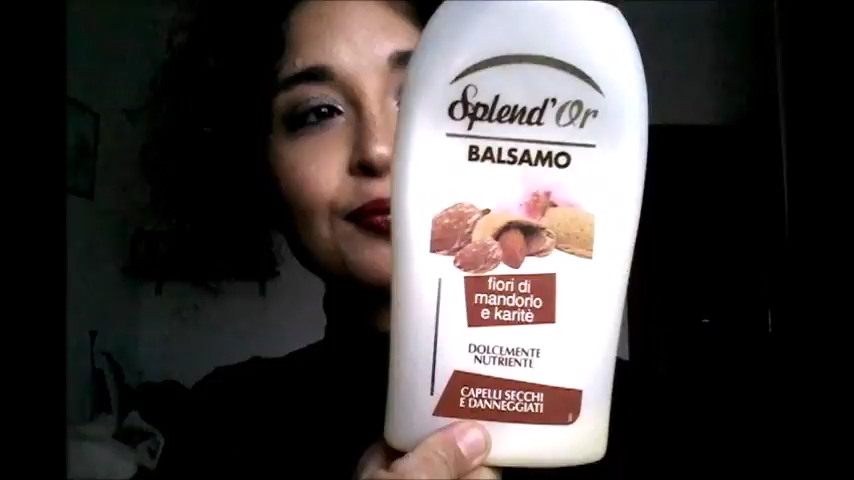 Splend'Or
BALSAMO
fiori di
mandorlo
e karitè
DOLCEMENTE
NUTRIENTE
CAPELLI SECCHI
E DANNEGGIATI